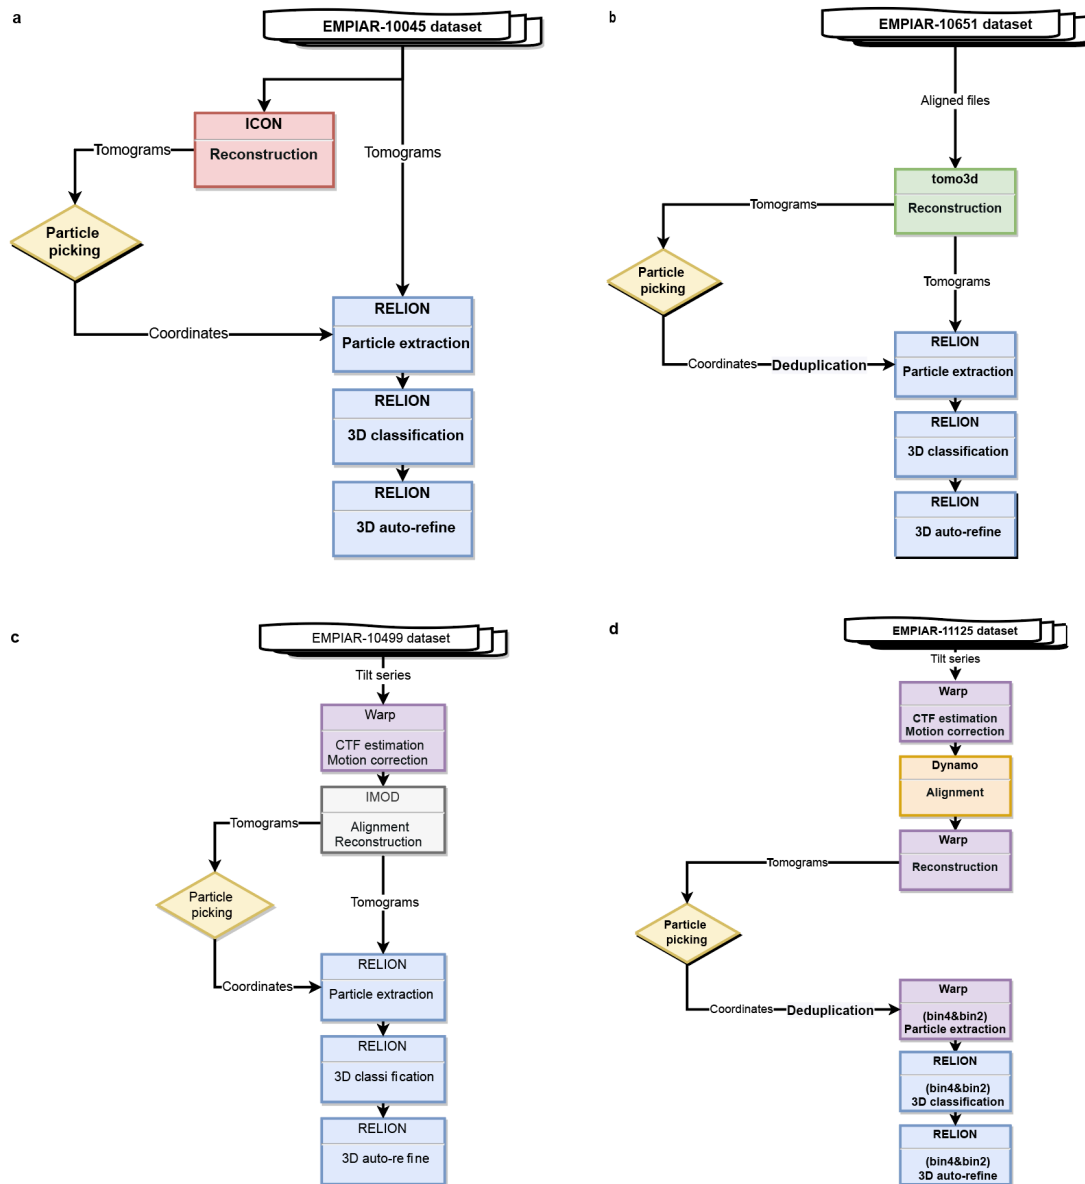 a
EMPIAR-10045 dataset
ICON
Reconstruction
Tomograms
Tomograms
Particle
picking
Coordinates
RELION
Particle extraction
RELION
3D classification
RELION
3D auto-refine
b
EMPIAR-10651 dataset
Aligned files
tomo3d
Reconstruction
Tomograms
Particle
picking
Tomograms
Coordinates
Deduplication
RELION
Particle extraction
RELION
3D classification
RELION
3D auto-refine
c
EMPIAR-10499 dataset
Tilt series
Warp
CTF estimation
Motion correction
IMOD
Alignment
Reconstruction
Tomograms
Particle
picking
Tomograms
Coordinates
RELION
Particle extraction
RELION
3D classi fication
RELION
3D auto-re fine
d
EMPIAR-11125 dataset
Tilt series
Warp
CTF estimation
Motion correction
Dynamo
Alignment
Warp
Reconstruction
Tomograms
Particle
picking
Coordinates
Deduplication
Warp
(bin4&bin2)
Particle extraction
RELION
(bin4&bin2)
3D classification
RELION
(bin4&bin2)
3D auto-refine